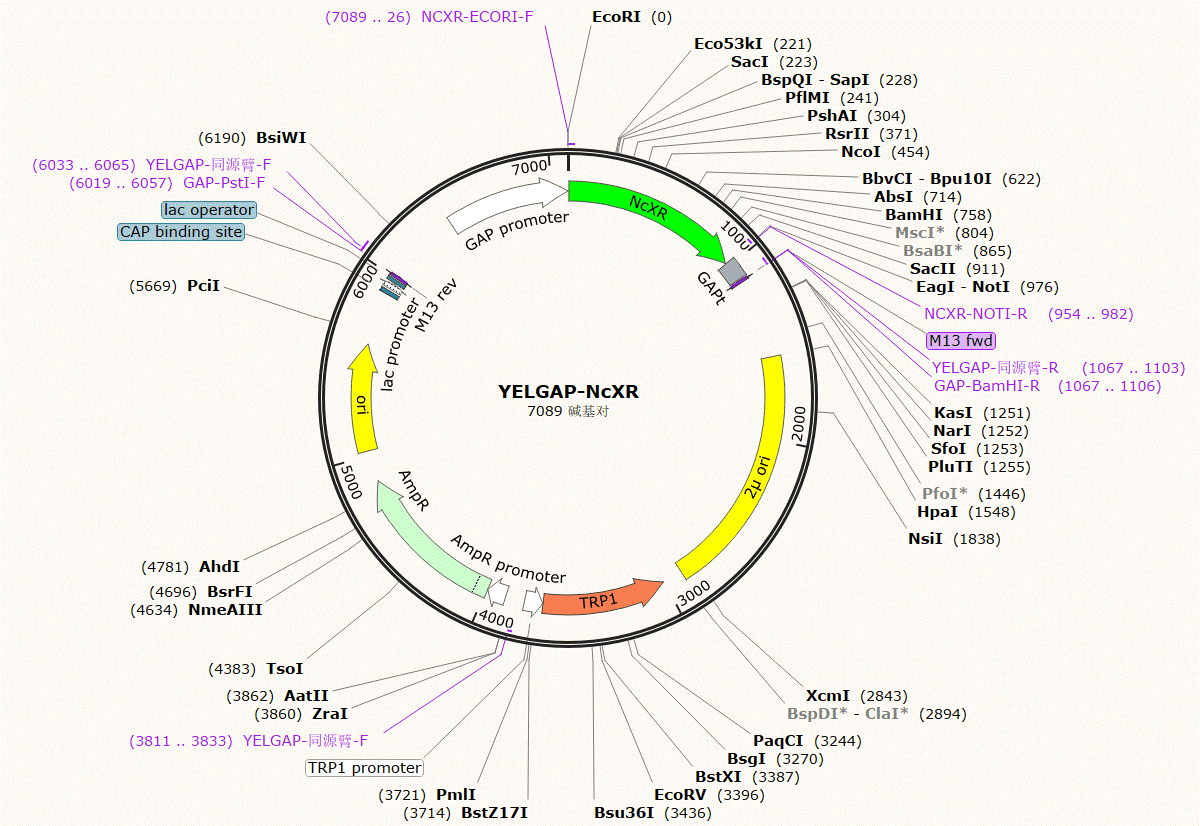 (7089 .. 26) NCXR-ECORI-F
EcoRI (0)
Eco53kI (221)
SacI (223)
BspQI - SapI (228)
PflMI (241)
PshAI (304)
RsrII (371)
NcoI (454)
BbvCI - Bpu10I (622)
AbsI (714)
BamHI (758)
MscI* (804)
BsaBI* (865)
SacII (911)
EagI - NotI (976)
NCXR-NOTI-R (954 .. 982)
M13 fwd
YELGAP-同源臂-R (1067 .. 1103)
GAP-BamHI-R (1067 .. 1106)
KasI (1251)
NarI (1252)
SfoI (1253)
PluTI (1255)
PfoI* (1446)
HpaI (1548)
NsiI (1838)
XcmI (2843)
BspDI* - ClaI* (2894)
PaqCI (3244)
BsgI (3270)
BstXI (3387)
EcoRV (3396)
Bsu36I (3436)
(3714) BstZ17I
(3721) PmlI
TRP1 promoter
(3811 .. 3833) YELGAP-同源臂-F
(3860) ZraI
(3862) AatII
(4383) TsoI
(4634) NmeAIII
(4696) BsrFI
(4781) AhdI
(5669) PciI
CAP binding site
lac operator
(6019 .. 6057) GAP-PstI-F
(6033 .. 6065) YELGAP-同源臂-F
(6190) BsiWI
7000
GAP promoter
NcXR
1000
GAPt
2000
2μ ori
3000
TRP1
4000
AmpR promoter
AmpR
5000
ori
lac promoter
M13 rev
6000
YELGAP-NcXR
7089 碱基对